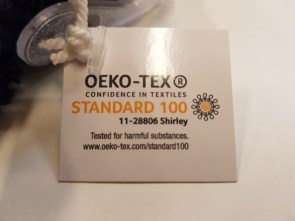 OEKO-TEX®
CONFIDENCE IN TEXTILES
STANDARD 100
11-28806 Shirley
Tested for harmful substances.
www.oeko-tex.com/standard100